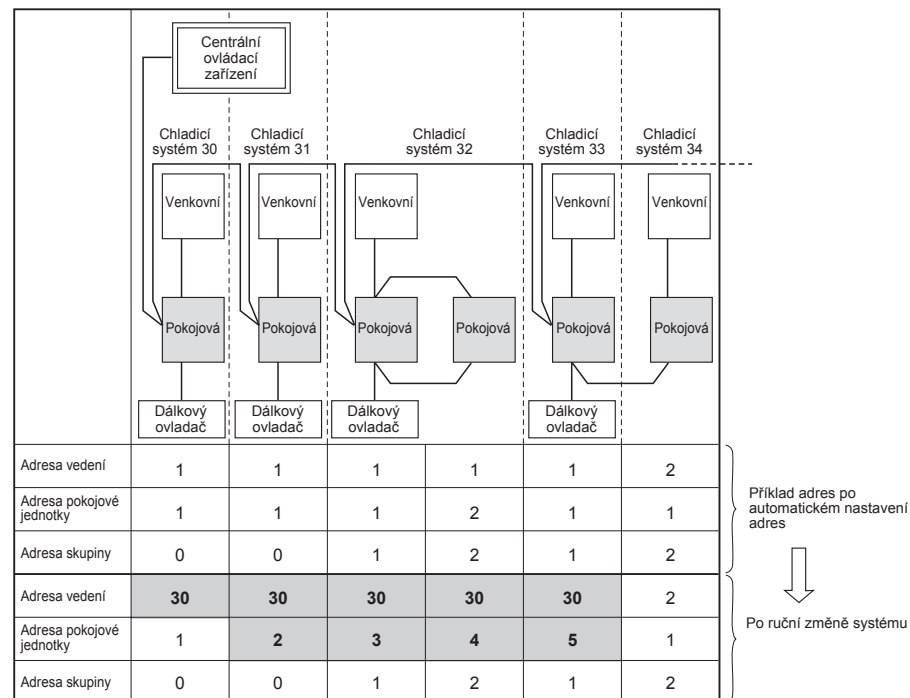 Centrální
ovládací
zařízení
Chladicí
systém 30
Chladicí
systém 31
Chladicí
systém 32
Chladicí
systém 33
Chladicí
systém 34
Venkovní
Venkovní
Venkovní
Venkovní
Venkovní
Pokojová
Pokojová
Pokojová
Pokojová
Pokojová
Pokojová
Dálkový
ovladač
Dálkový
ovladač
Dálkový
ovladač
Dálkový
ovladač
Adresa vedení 1 1 1 1 1 2
Adresa pokojové
jednotky 1 1 1 2 1 1
Adresa skupiny 0 0 1 2 1 2
Příklad adres po
automatickém nastavení
adres
Adresa vedení 30 30 30 30 30 2
Adresa pokojové
jednotky 1 2 3 4 5 1
Adresa skupiny 0 0 1 2 1 2
Po ruční změně systému